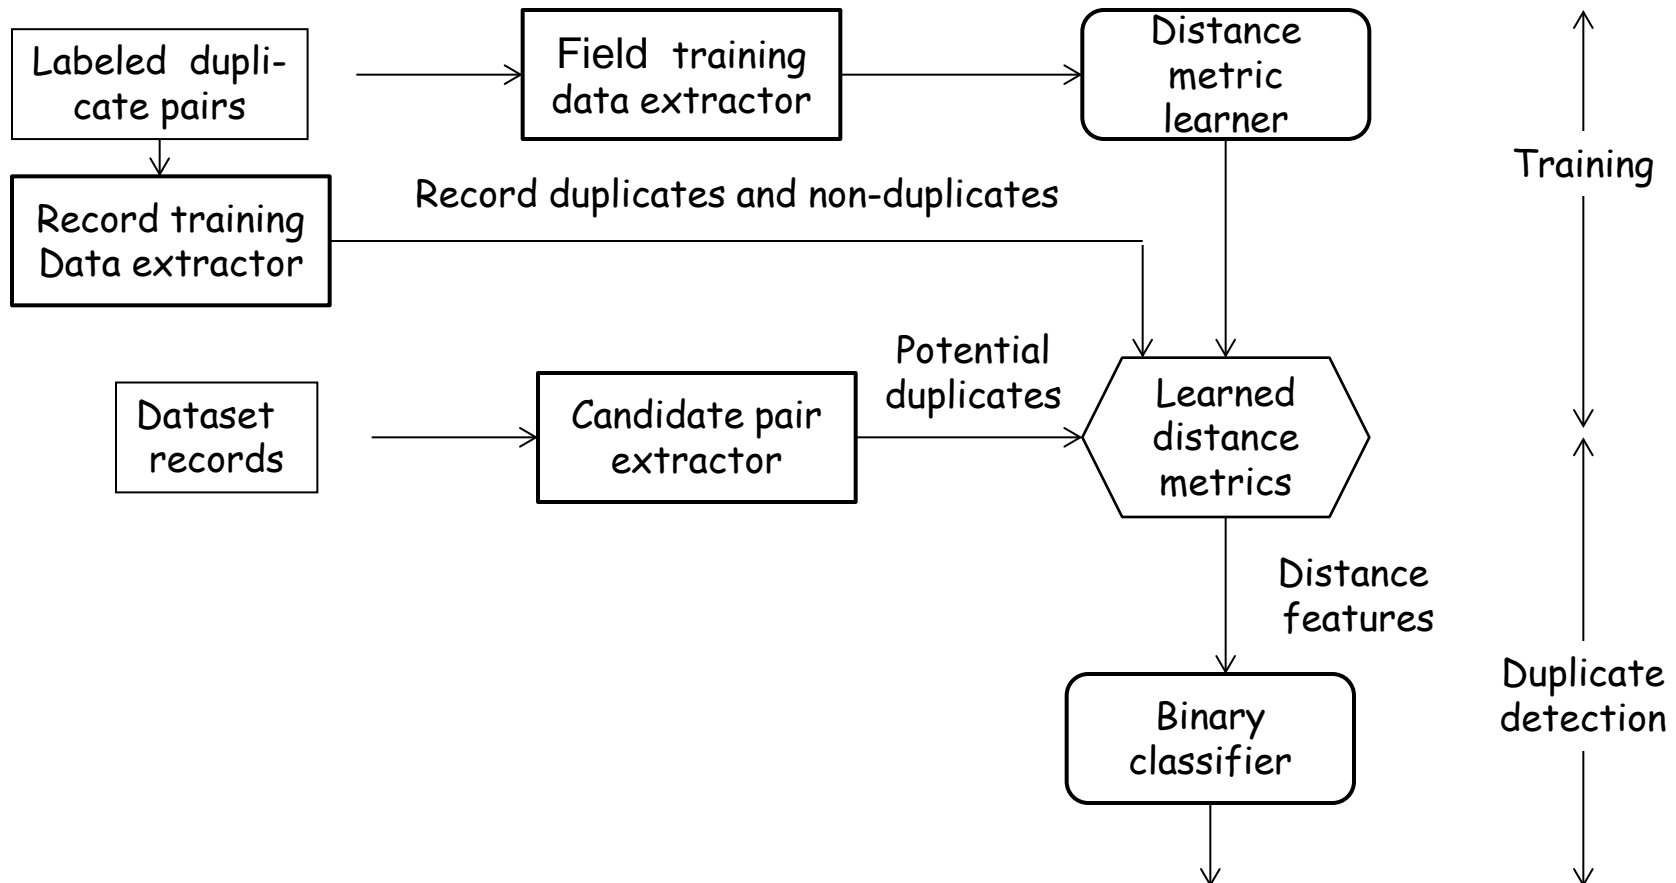 Labeled dupli-
cate pairs
Field training
data extractor
Distance
metric
learner
Training
Record duplicates and non-duplicates
Record training
Data extractor
Potential
duplicates
Dataset
records
Candidate pair
extractor
Learned
distance
metrics
Distance
features
Duplicate
detection
Binary
classifier